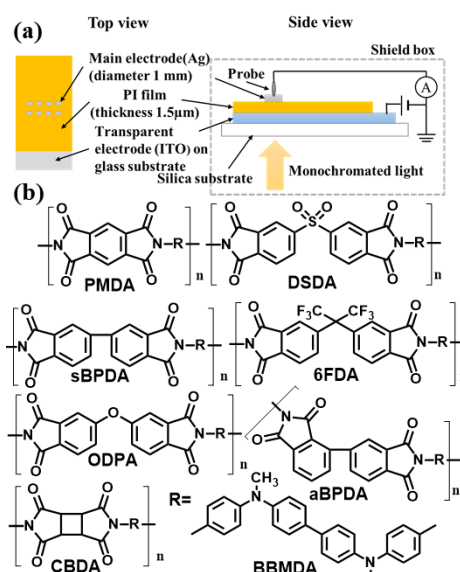 (a)
Top view
Side view
Shield box
Main electrode(Ag)
(diameter 1 mm)
Probe
A
PI film
(thickness 1.5μm)
Transparent
electrode (ITO) on
glass substrate
Silica substrate
Monochromated light
(b)
O O
N N R
O O
n
PMDA
O O O O
S
N N R
O O
n
DSDA
O O
N N R
O O
n
sBPDA
O F3C CF3 O
N N R
O O
n
6FDA
O O O
N N R
O O
n
ODPA
N O
O O
N R
O
n
aBPDA
O O
N N R
O O
n
CBDA
R=
CH3
N
N
BBMDA